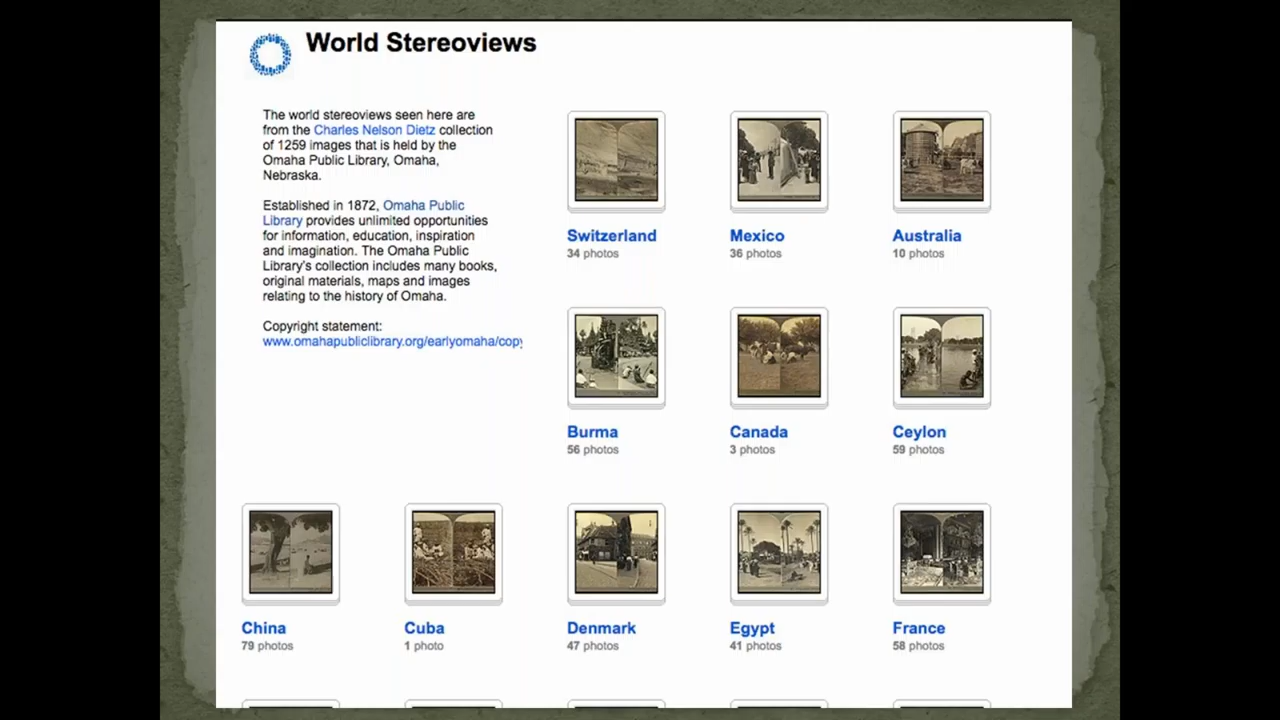 World Stereoviews
The world stereoviews seen here are
from the Charles Nelson Dietz collection
of 1259 images that is held by the
Omaha Public Library, Omaha,
Nebraska.
Established in 1872, Omaha Public
Library provides unlimited opportunities
for information, education, inspiration
and imagination. The Omaha Public
Library's collection includes many books,
original materials, maps and images
relating to the history of Omaha.
Copyright statement:
www.omahapubliclibrary.org/earlyomaha/copy
Switzerland
34 photos
Mexico
36 photos
Australia
10 photos
Burma
56 photos
Canada
3 photos
Ceylon
59 photos
China
79 photos
Cuba
1 photo
Denmark
47 photos
Egypt
41 photos
France
58 photos